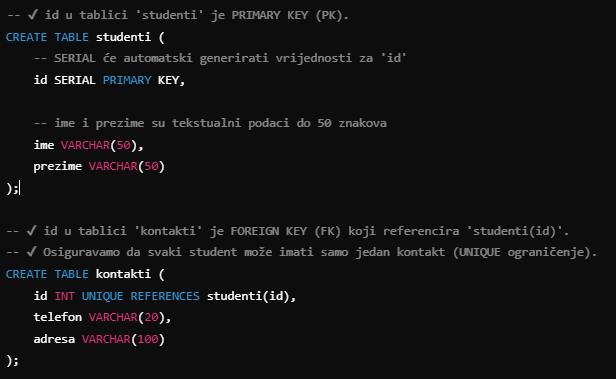 -- ✓ id u tablici 'studenti' je PRIMARY KEY (PK).
CREATE TABLE studenti (
-- SERIAL će automatski generirati vrijednosti za 'id'
id SERIAL PRIMARY KEY,
-- ime i prezime su tekstualni podaci do 50 znakova
ime VARCHAR(50),
prezime VARCHAR(50)
);
-- ✓ id u tablici 'kontakti' je FOREIGN KEY (FK) koji referencira 'studenti(id)'.
-- ✓ Osiguravamo da svaki student može imati samo jedan kontakt (UNIQUE ograničenje).
CREATE TABLE kontakti (
id INT UNIQUE REFERENCES studenti(id),
telefon VARCHAR(20),
adresa VARCHAR(100)
);